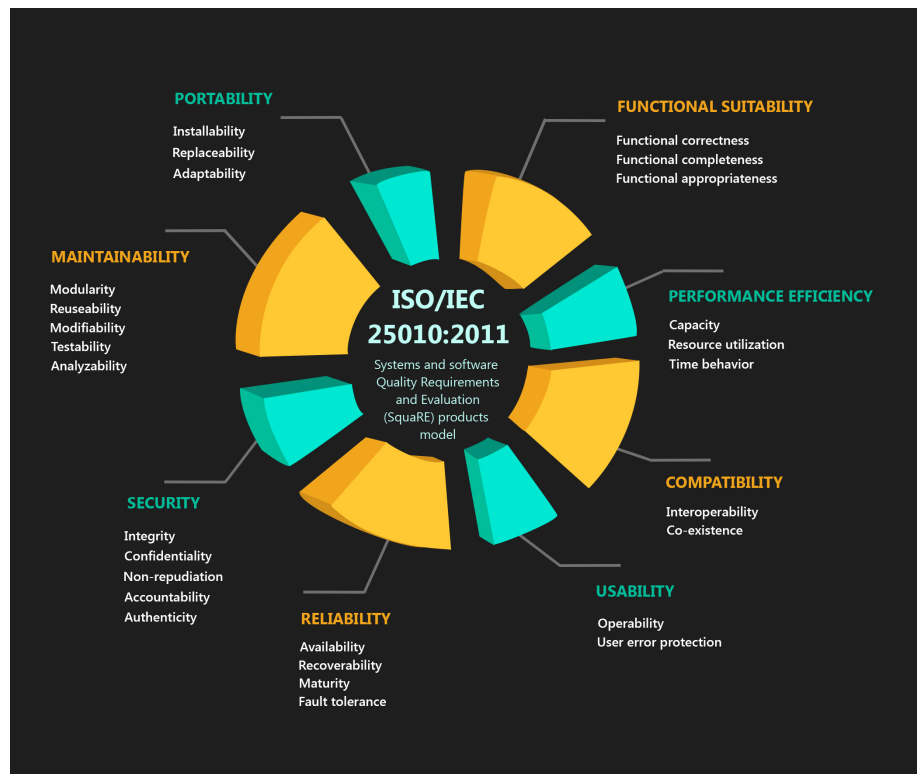 PORTABILITY
Installability
Replaceability
Adaptability
FUNCTIONAL SUITABILITY
Functional correctness
Functional completeness
Functional appropriateness
MAINTAINABILITY
Modularity
Reuseability
Modifiability
Testability
Analyzability
ISO/IEC
25010:2011
Systems and software
Quality Requirements
and Evaluation
(SquaRE) products
model
PERFORMANCE EFFICIENCY
Capacity
Resource utilization
Time behavior
SECURITY
Integrity
Confidentiality
Non-repudiation
Accountability
Authenticity
COMPATIBILITY
Interoperability
Co-existence
RELIABILITY
Availability
Recoverability
Maturity
Fault tolerance
USABILITY
Operability
User error protection